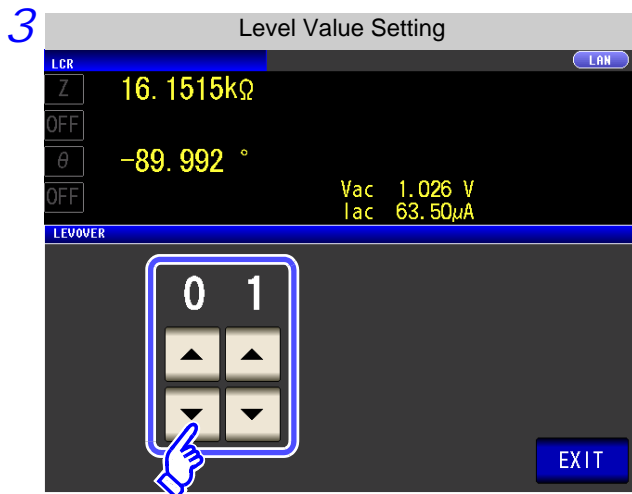 3
Level Value Setting
LCR
LAN
Z 16.1515kΩ
OFF
θ -89.992 °
OFF
Vac 1.026 V
Iac 63.50μA
LEVOVER
0 1
EXIT